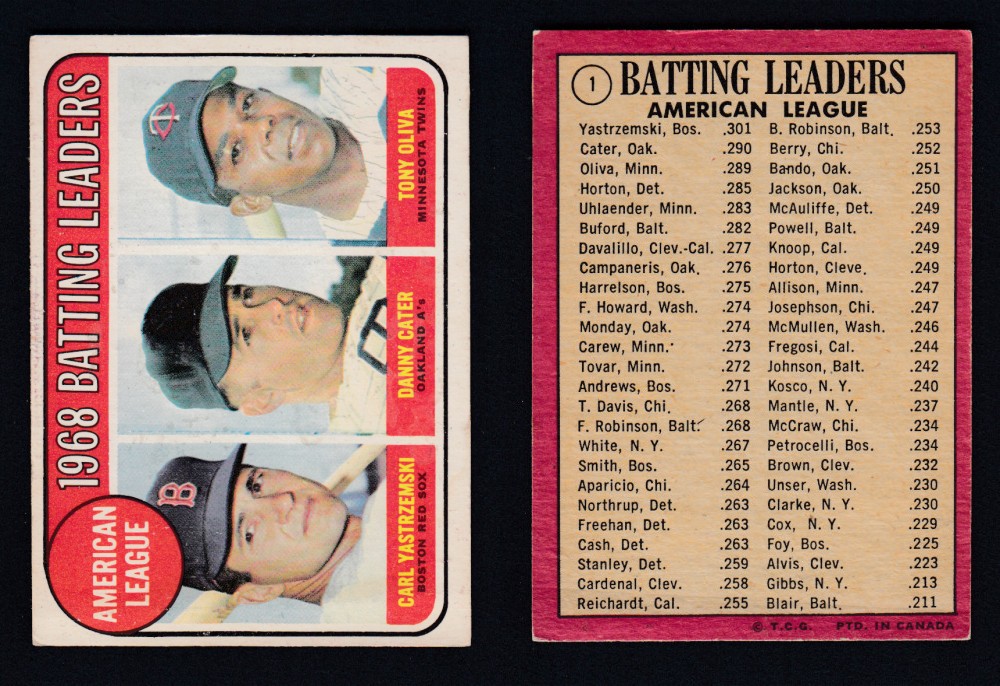 1968 BATTING LEADERS
AMERICAN
LEAGUE
CARL YASTRZEMSKI
BOSTON RED SOX
DANNY CATER
OAKLAND A's
TONY OLIVA
MINNESOTA TWINS
B
TC
1 BATTING LEADERS
AMERICAN LEAGUE
Yastrzemski, Bos. .301 B. Robinson, Balt. .253
Cater, Oak. .290 Berry, Chi. .252
Oliva, Minn. .289 Bando, Oak. .251
Horton, Det. .285 Jackson, Oak. .250
Uhlaender, Minn. .283 McAuliffe, Det. .249
Buford, Balt. .282 Powell, Balt. .249
Davalillo, Clev.-Cal. .277 Knoop, Cal. .249
Campaneris, Oak. .276 Horton, Cleve. .249
Harrelson, Bos. .275 Allison, Minn. .247
F. Howard, Wash. .274 Josephson, Chi. .247
Monday, Oak. .274 McMullen, Wash. .246
Carew, Minn. .273 Fregosi, Cal. .244
Tovar, Minn. .272 Johnson, Balt. .242
Andrews, Bos. .271 Kosco, N. Y. .240
T. Davis, Chi. .268 Mantle, N. Y. .237
F. Robinson, Balt. .268 McCraw, Chi. .234
White, N. Y. .267 Petrocelli, Bos. .234
Smith, Bos. .265 Brown, Clev. .232
Aparicio, Chi. .264 Unser, Wash. .230
Northrup, Det. .263 Clarke, N. Y. .230
Freehan, Det. .263 Cox, N. Y. .229
Cash, Det. .263 Foy, Bos. .225
Stanley, Det. .259 Alvis, Clev. .223
Cardenal, Clev. .258 Gibbs, N. Y. .213
Reichardt, Cal. .255 Blair, Balt. .211
© T.C.G. PTD. IN CANADA